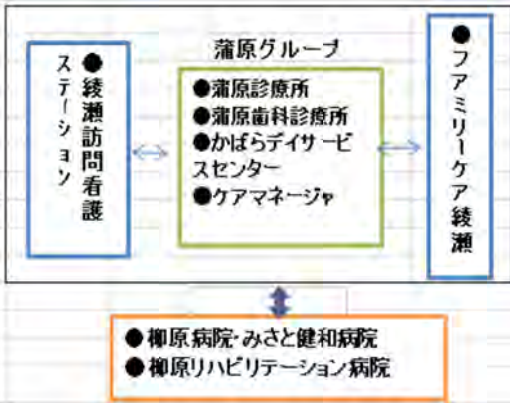 ●綾瀬訪問看護
ステーション
蒲原グループ
●蒲原診療所
●蒲原歯科診療所
●かばらデイサービ
スセンター
●ケアマネージャ
●ファミリーケア綾瀬
●柳原病院・みさと健和病院
●柳原リハビリテーション病院